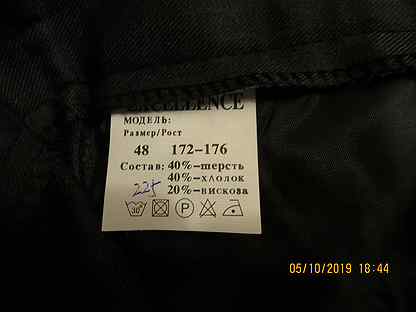 EXCELLENCE
МОДЕЛЬ:
Размер/Рост
48 172-176
Состав: 40%-шерсть
40%-хлопок
225 20%-вискоза
30°
P
05/10/2019 18:44